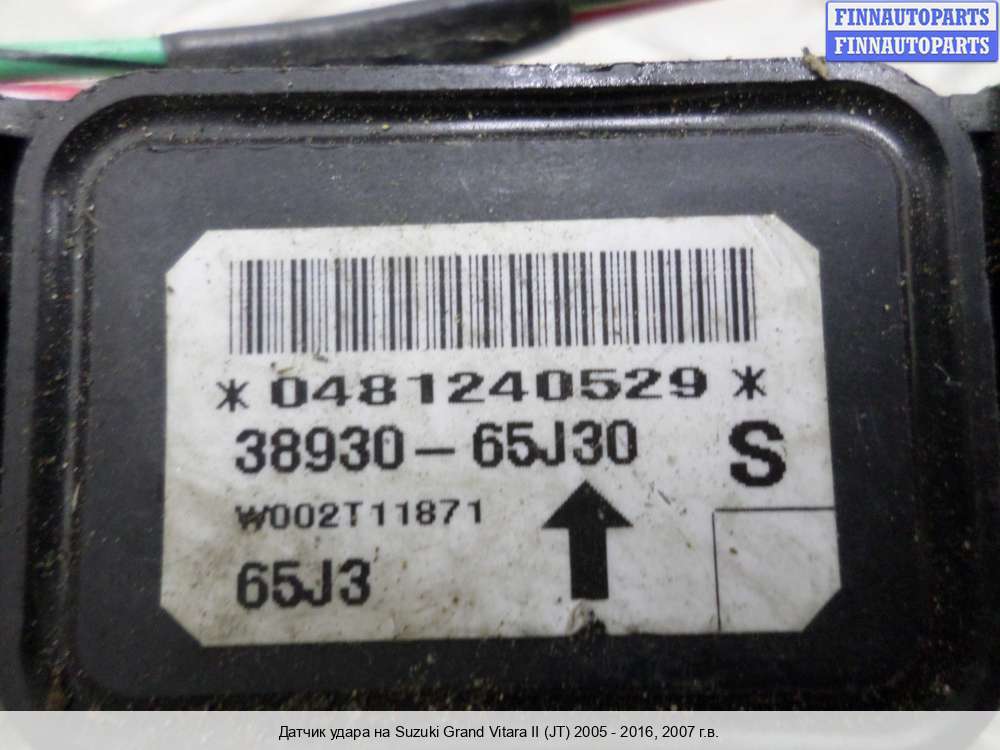 FINNAUTOPARTS
FINNAUTOPARTS
*0481240529*
38930-65J30
S
W002T11871
65J3
Датчик удара на Suzuki Grand Vitara II (JT) 2005 - 2016, 2007 г.в.